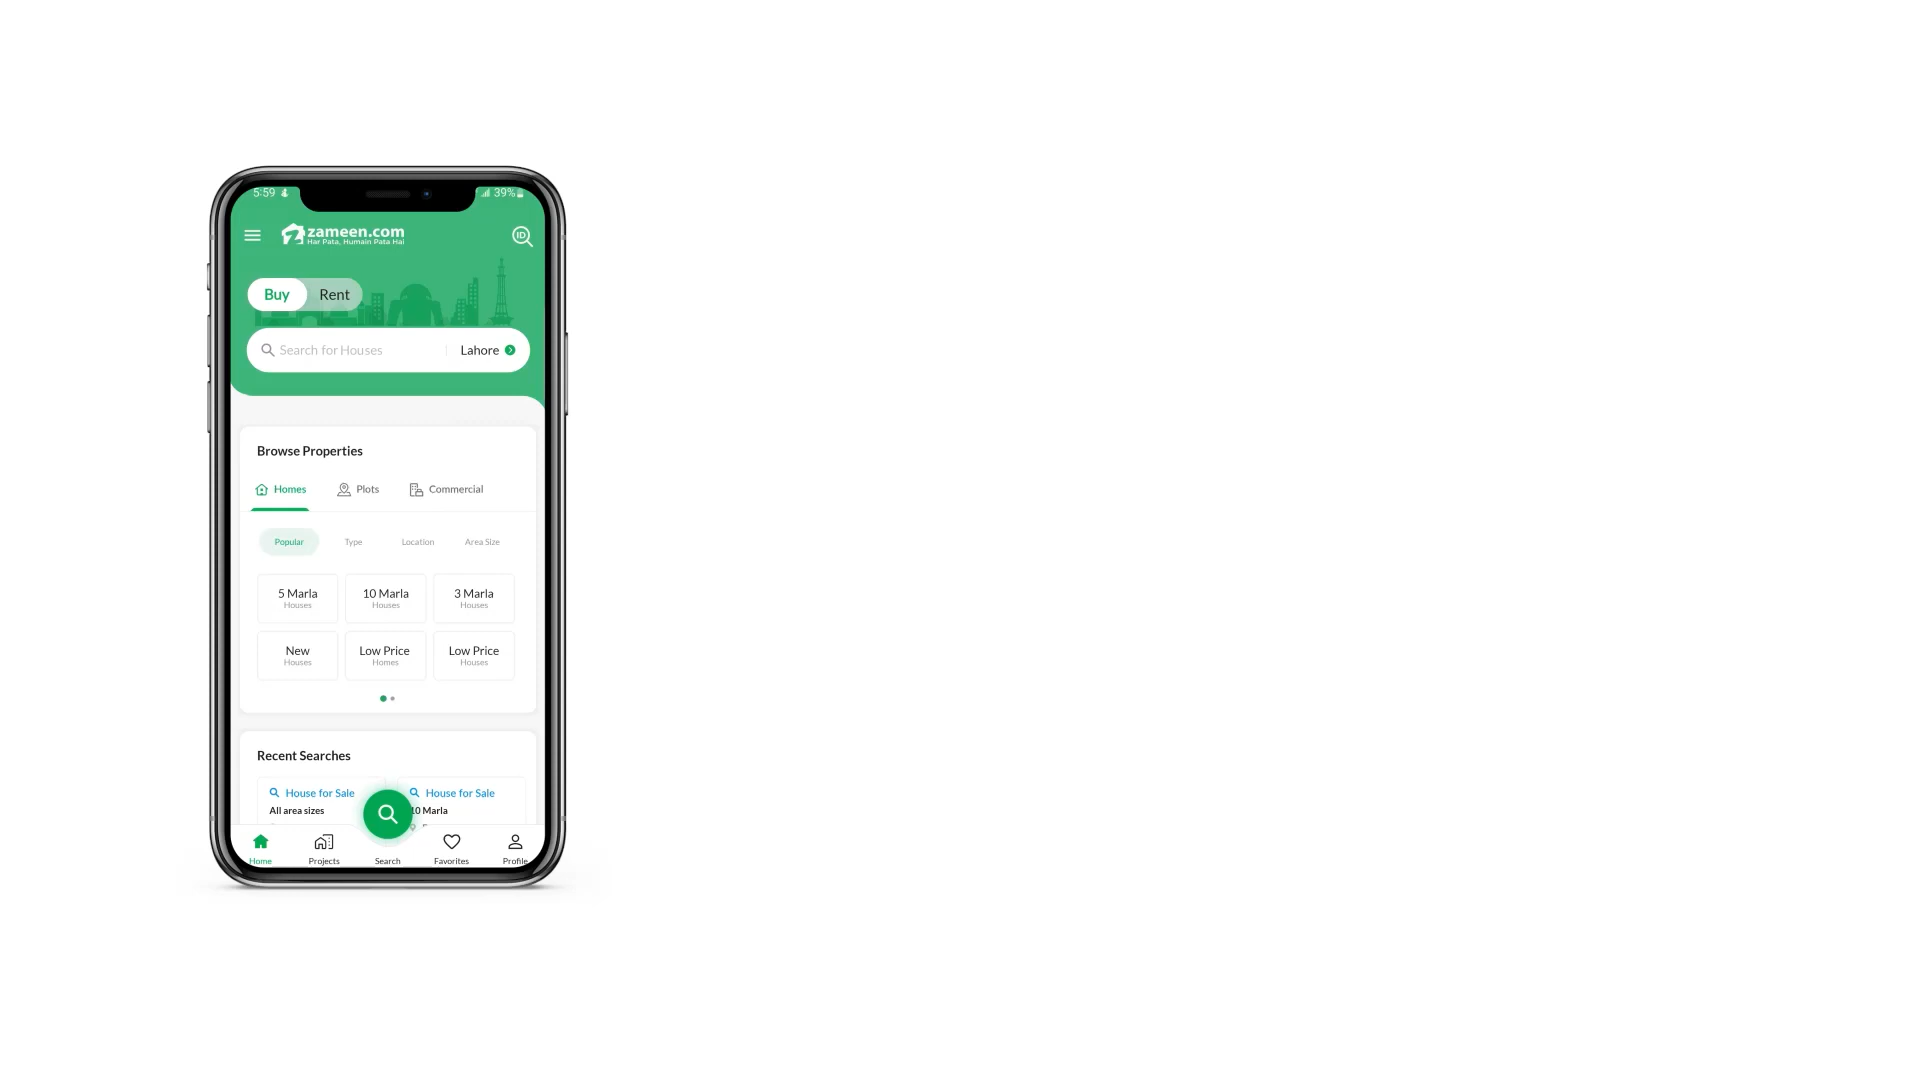 5:59
39%
zameen.com
Har Pata, Humain Pata Hai
ID
Buy Rent
Search for Houses Lahore
Browse Properties
Homes Plots Commercial
Popular Type Location Area Size
5 Marla 10 Marla 3 Marla
Houses Houses Houses
New Low Price Low Price
Houses Homes Houses
Recent Searches
House for Sale House for Sale
All area sizes 10 Marla
Home Projects Search Favorites Profile